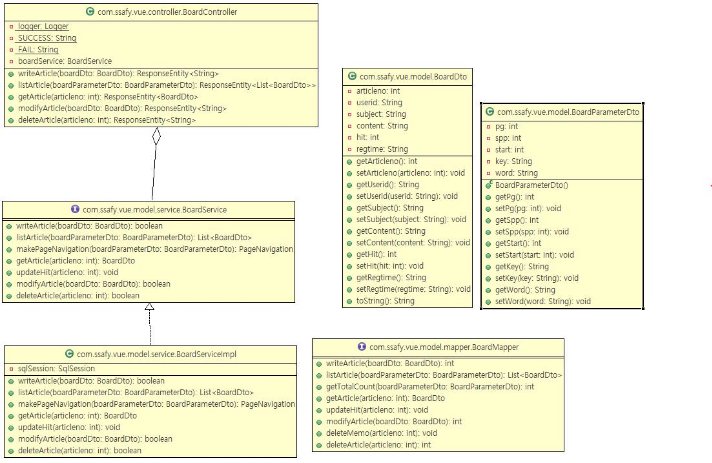 com.ssafy.vue.controller.BoardController
logger: Logger
SUCCESS: String
FAIL: String
boardService: BoardService
writeArticle(boardDto: BoardDto): ResponseEntity<String>
listArticle(boardParameterDto: BoardParameterDto): ResponseEntity<List<BoardDto>>
getArticle(articleno: int): ResponseEntity<BoardDto>
modifyArticle(boardDto: BoardDto): ResponseEntity<String>
deleteArticle(articleno: int): ResponseEntity<String>
com.ssafy.vue.model.service.BoardService
writeArticle(boardDto: BoardDto): boolean
listArticle(boardParameterDto: BoardParameterDto): List<BoardDto>
makePageNavigation(boardParameterDto: BoardParameterDto): PageNavigation
getArticle(articleno: int): BoardDto
updateHit(articleno: int): void
modifyArticle(boardDto: BoardDto): boolean
deleteArticle(articleno: int): boolean
com.ssafy.vue.model.service.BoardServiceImpl
sqlSession: SqlSession
writeArticle(boardDto: BoardDto): boolean
listArticle(boardParameterDto: BoardParameterDto): List<BoardDto>
makePageNavigation(boardParameterDto: BoardParameterDto): PageNavigation
getArticle(articleno: int): BoardDto
updateHit(articleno: int): void
modifyArticle(boardDto: BoardDto): boolean
deleteArticle(articleno: int): boolean
com.ssafy.vue.model.BoardDto
articleno: int
userid: String
subject: String
content: String
hit: int
regtime: String
getArticleno(): int
setArticleno(articleno: int): void
getUserid(): String
setUserid(userid: String): void
getSubject(): String
setSubject(subject: String): void
getContent(): String
setContent(content: String): void
getHit(): int
setHit(hit: int): void
getRegtime(): String
setRegtime(regtime: String): void
toString(): String
com.ssafy.vue.model.BoardParameterDto
pg: int
spp: int
start: int
key: String
word: String
BoardParameterDto()
getPg(): int
setPg(pg: int): void
getSpp(): int
setSpp(spp: int): void
getStart(): int
setStart(start: int): void
getKey(): String
setKey(key: String): void
getWord(): String
setWord(word: String): void
com.ssafy.vue.model.mapper.BoardMapper
writeArticle(boardDto: BoardDto): int
listArticle(boardParameterDto: BoardParameterDto): List<BoardDto>
getTotalCount(boardParameterDto: BoardParameterDto): int
getArticle(articleno: int): BoardDto
updateHit(articleno: int): void
modifyArticle(boardDto: BoardDto): int
deleteMemo(articleno: int): void
deleteArticle(articleno: int): int